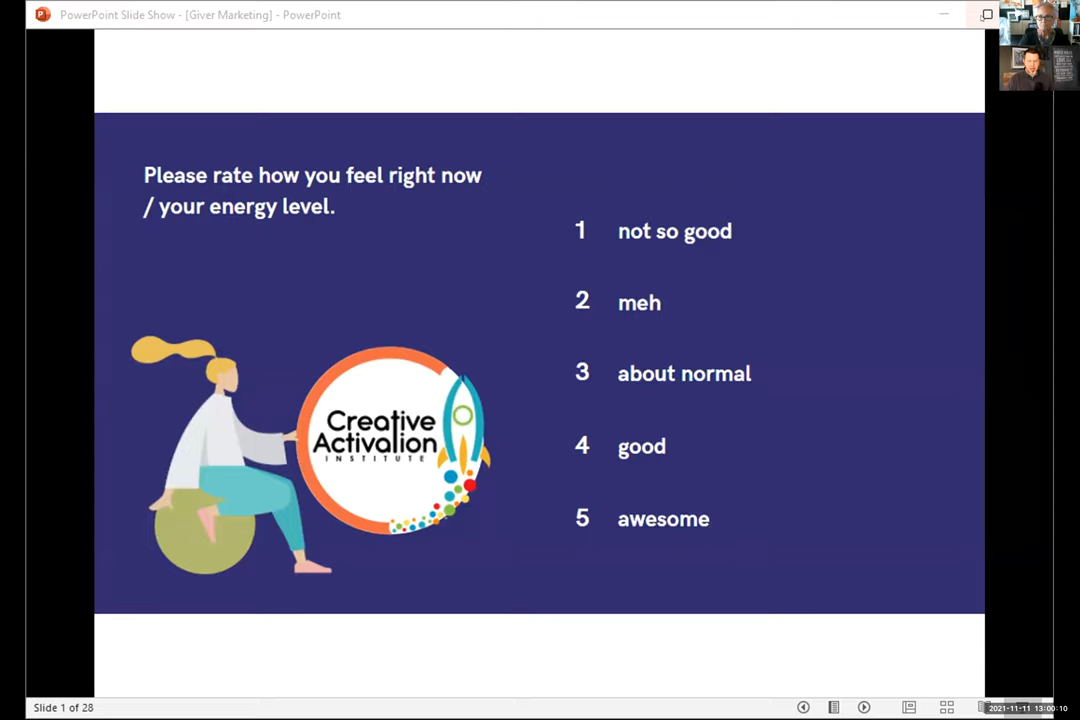 PowerPoint Slide Show - [Giver Marketing] - PowerPoint
Please rate how you feel right now
/ your energy level.
1 not so good
2 meh
3 about normal
4 good
5 awesome
Creative
Activation
INSTITUTE
Slide 1 of 28
2021-11-11 13:00:10